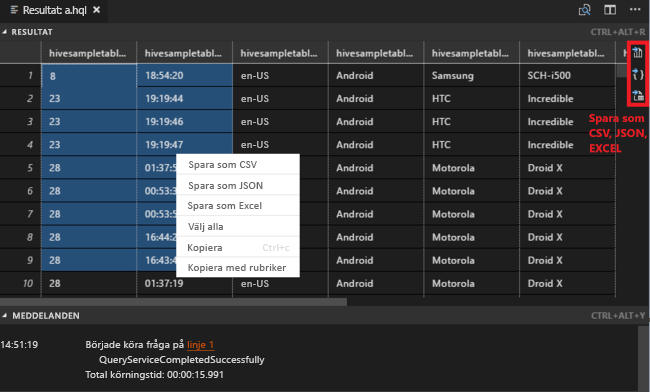 Resultat: a.hql
RESULTAT CTRL+ALT+R
hivesampletabl... hivesampletabl... hivesampletabl... hivesampletabl... hivesampletabl... hivesampletabl...
1 8 18:54:20 en-US Android Samsung SCH-i500
2 23 19:19:44 en-US Android HTC Incredible
3 23 19:19:46 en-US Android HTC Incredible
4 23 19:19:47 en-US Android HTC Incredible
Spara som
CSV, JSON,
EXCEL
5 28 01:37:5 Android Motorola Droid X
6 28 00:53:3 Android Motorola Droid X
7 28 00:53:5 Android Motorola Droid X
8 28 16:44:2 Android Motorola Droid X
9 28 16:43:4 Android Motorola Droid X
10 28 01:37:19 en-US Android Motorola Droid X
Spara som CSV
Spara som JSON
Spara som Excel
Välj alla
Kopiera Ctrl+c
Kopiera med rubriker
MEDDELANDEN CTRL+ALT+Y
14:51:19 Började köra fråga på linje 1
QueryServiceCompletedSuccessfully
Total körningstid: 00:00:15.991